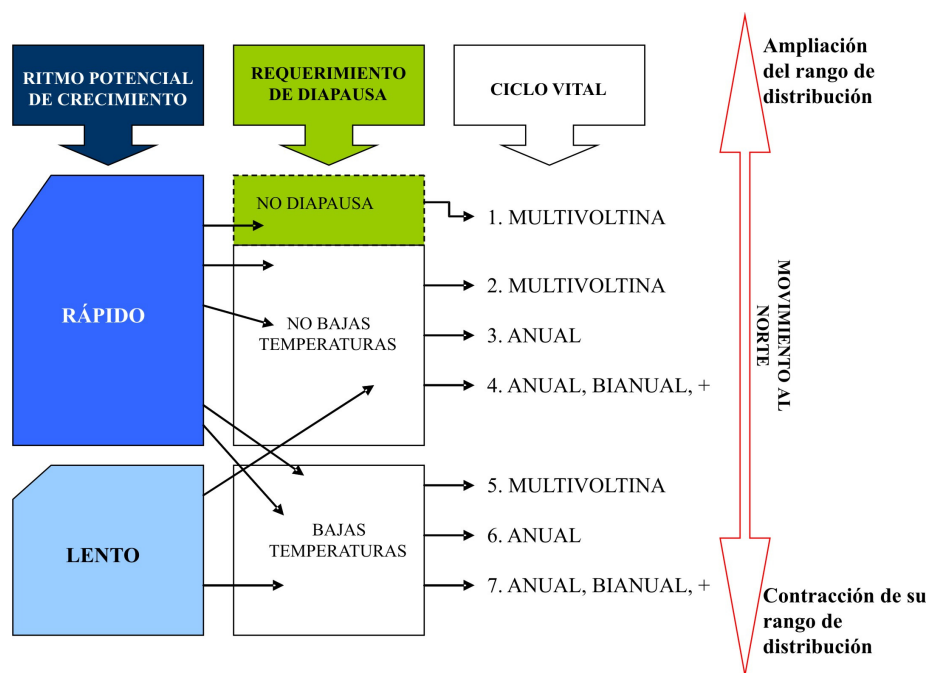 RITMO POTENCIAL
DE CRECIMIENTO
REQUERIMIENTO
DE DIAPAUSA
CICLO VITAL
Ampliación
del rango de
distribución
RÁPIDO
NO DIAPAUSA
1. MULTIVOLTINA
NO BAJAS
TEMPERATURAS
2. MULTIVOLTINA
3. ANUAL
4. ANUAL, BIANUAL, +
MOVIMIENTO AL
NORTE
LENTO
BAJAS
TEMPERATURAS
5. MULTIVOLTINA
6. ANUAL
7. ANUAL, BIANUAL, +
Contracción de su
rango de
distribución